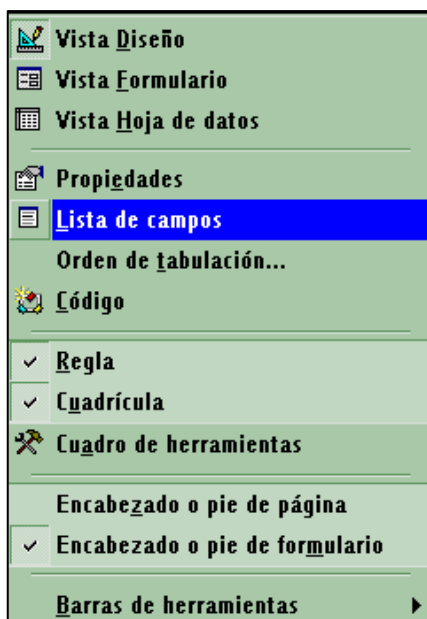 Vista Diseño
Vista Formulario
Vista Hoja de datos
Propiedades
Lista de campos
Orden de tabulación...
Código
Regla
Cuadrícula
Cuadro de herramientas
Encabezado o pie de página
Encabezado o pie de formulario
Barras de herramientas